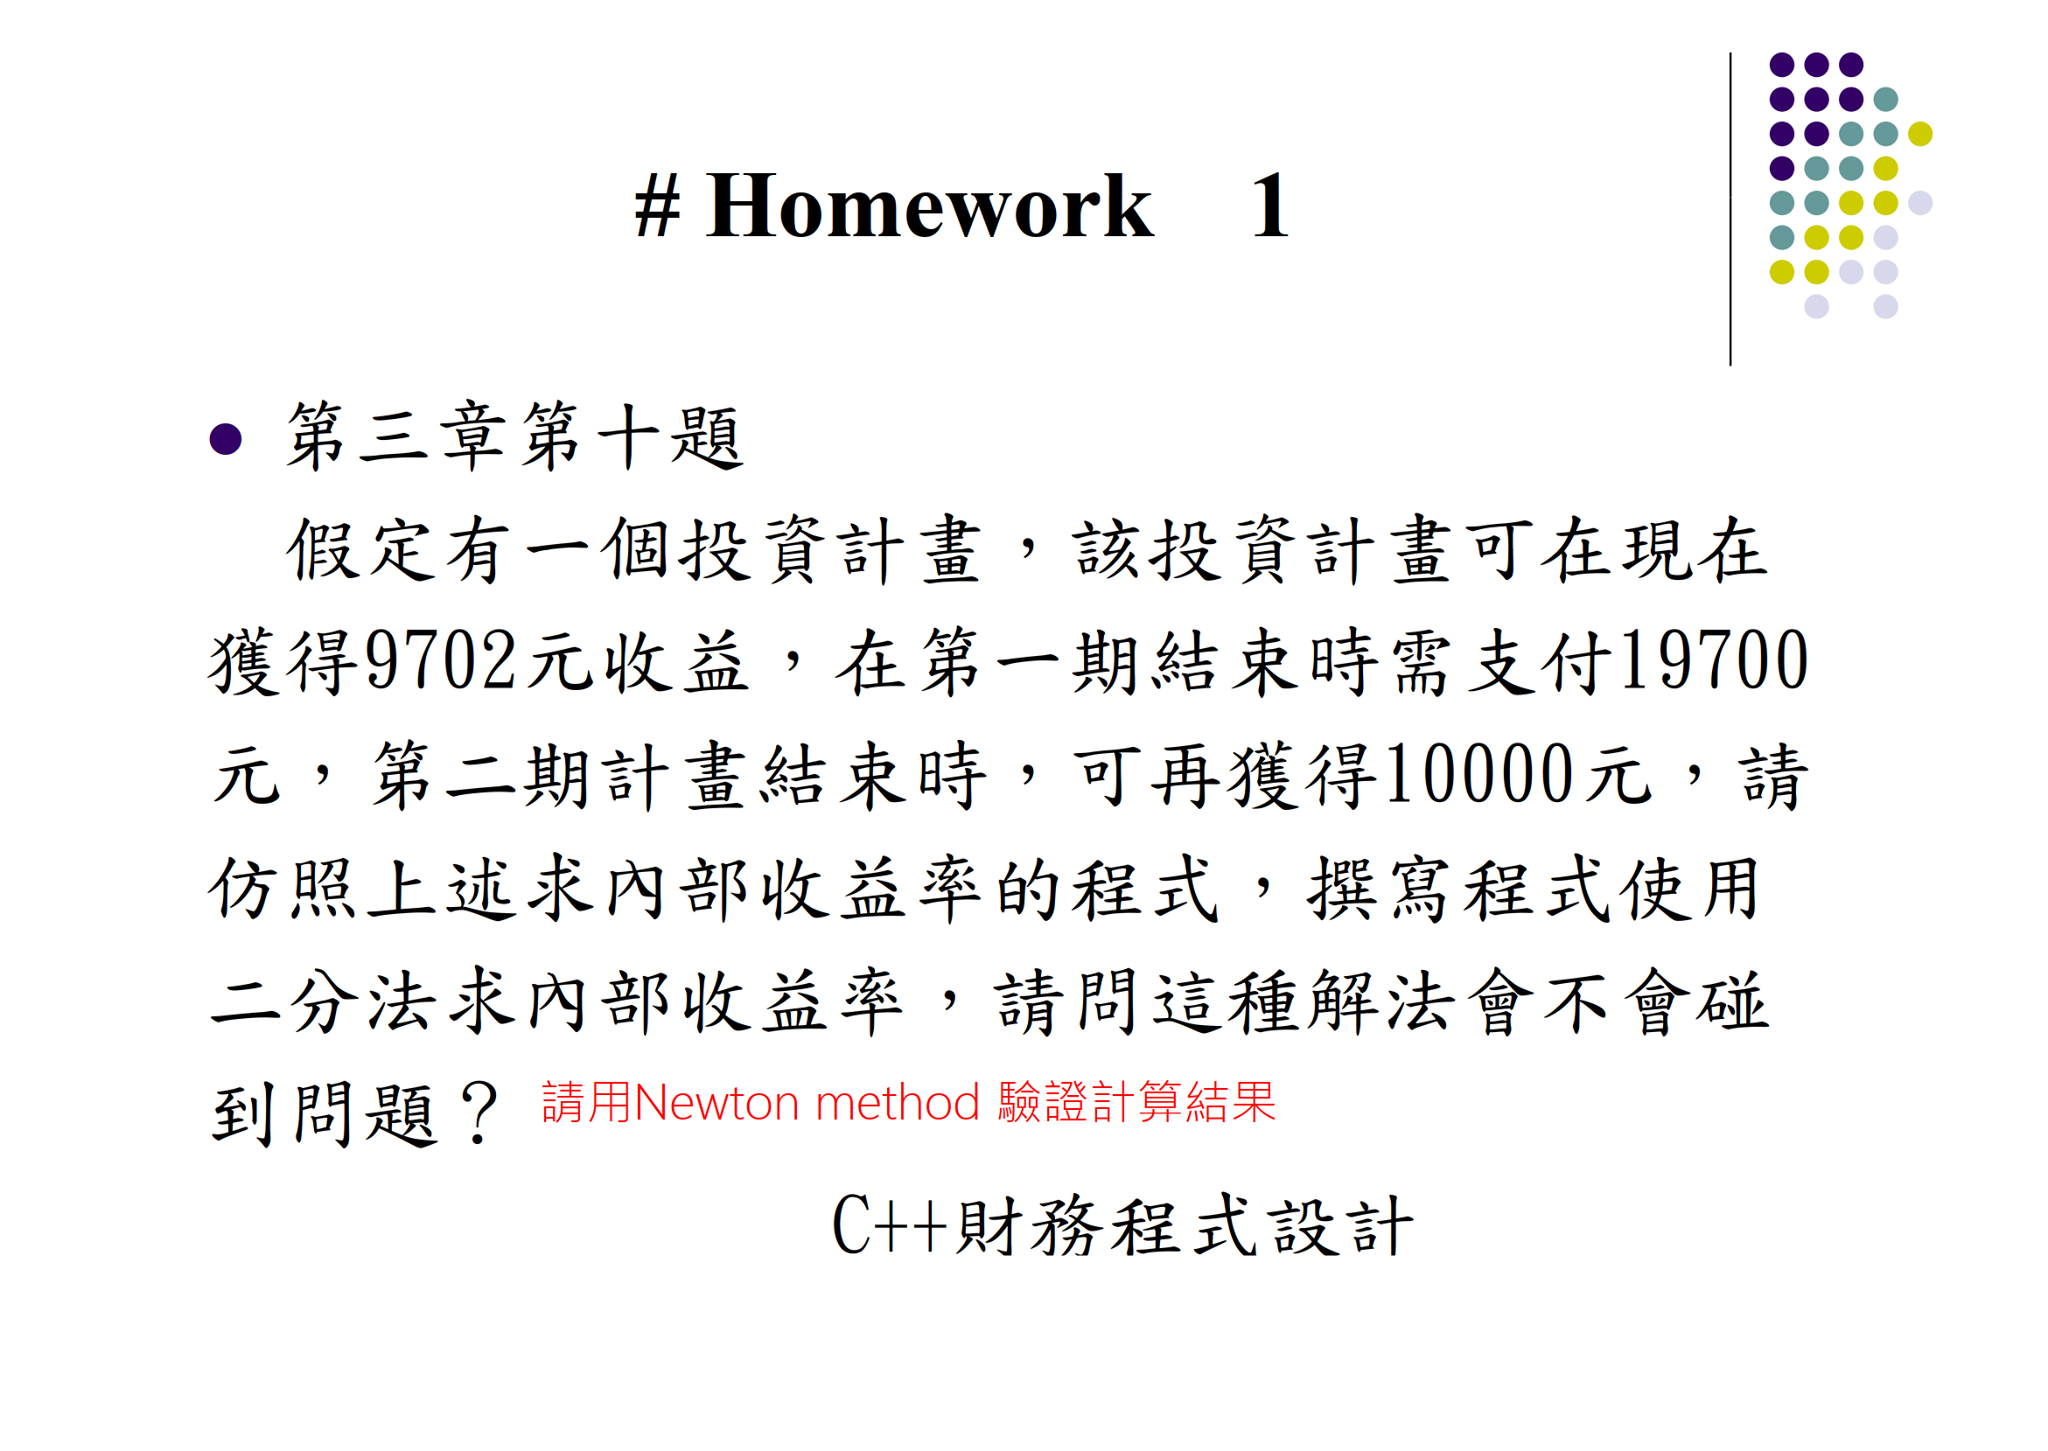 # Homework 1
● 第三章第十題
假定有一個投資計畫，該投資計畫可在現在
獲得9702元收益，在第一期結束時需支付19700
元，第二期計畫結束時，可再獲得10000元，請
仿照上述求內部收益率的程式，撰寫程式使用
二分法求內部收益率，請問這種解法會不會碰
到問題？ 請用Newton method 驗證計算結果
C++財務程式設計